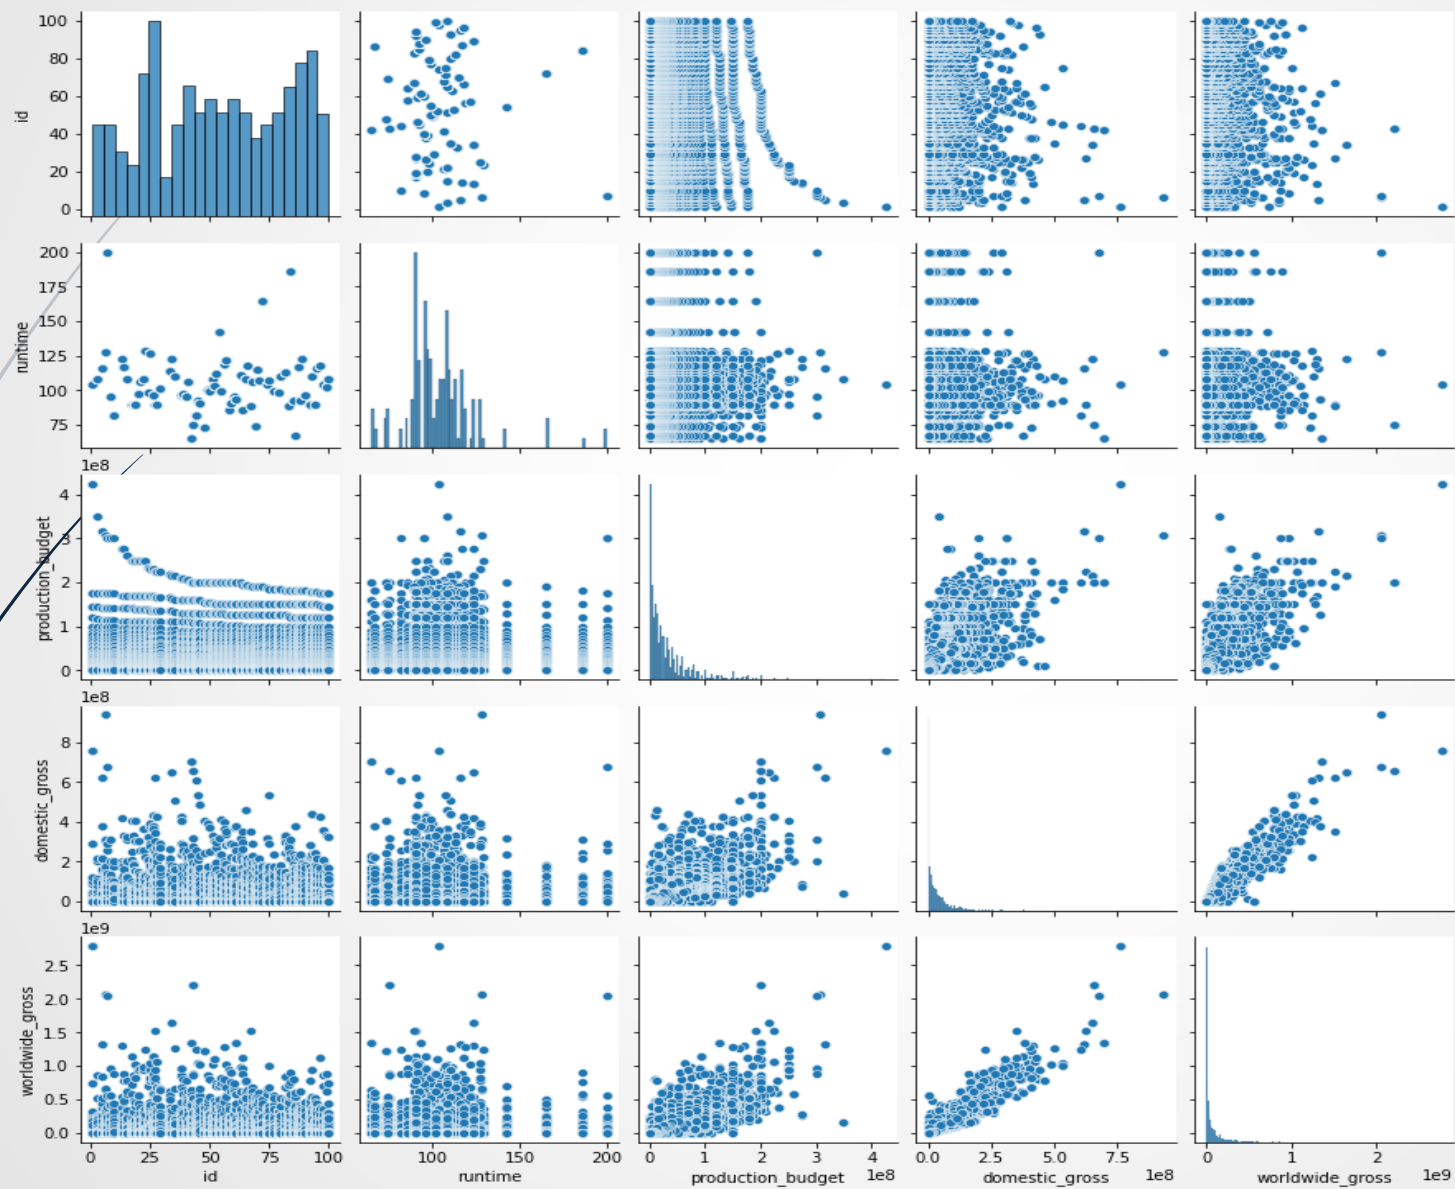 100
80
60
id
40
20
0
200
175
150
runtime
125
100
75
1e8
4
production_budget
3
2
1
0
1e8
8
domestic_gross
6
4
2
0
1e9
2.5
worldwide_gross
2.0
1.5
1.0
0.5
0.0
0 25 50 75 100 100 150 200 0 1 2 3 4 0.0 2.5 5.0 7.5 0 1 2
1e8 1e8 1e9
id runtime production_budget domestic_gross worldwide_gross